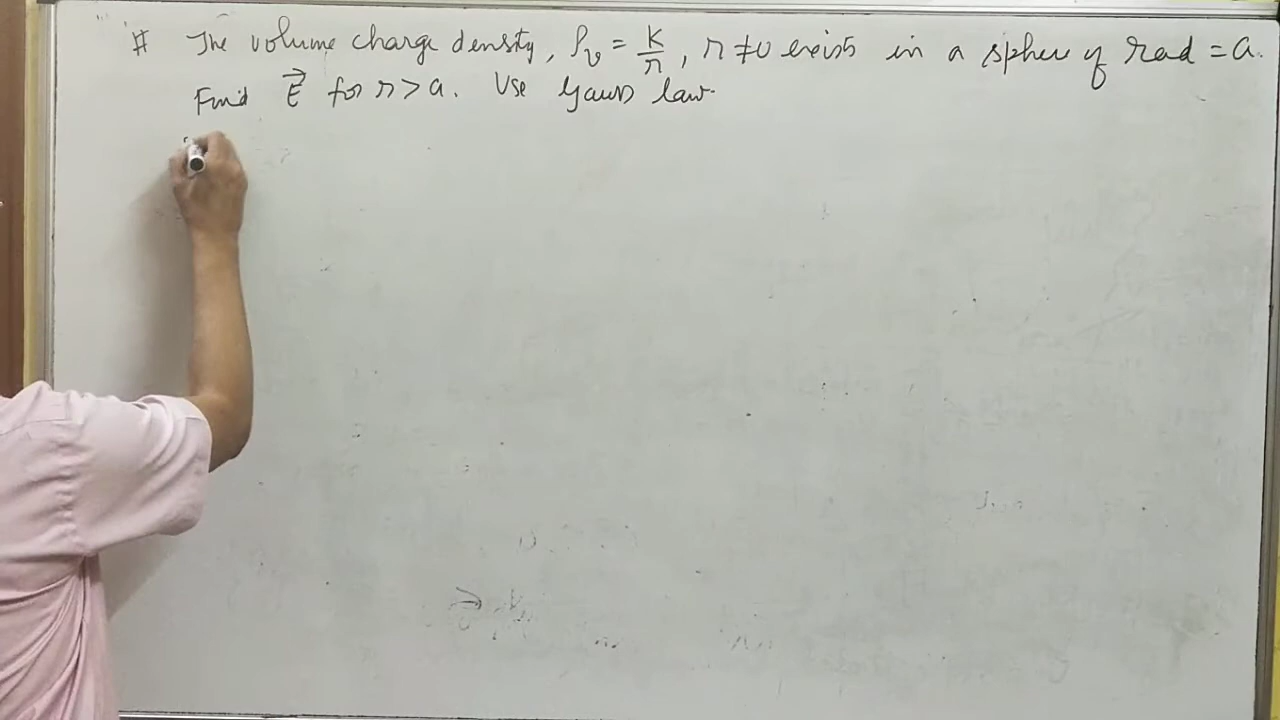 # The volume charge density, ρv = K/r, r ≠ 0 exists in a sphere of rad = a.
Find E⃗ for r > a. Use Gauss law.